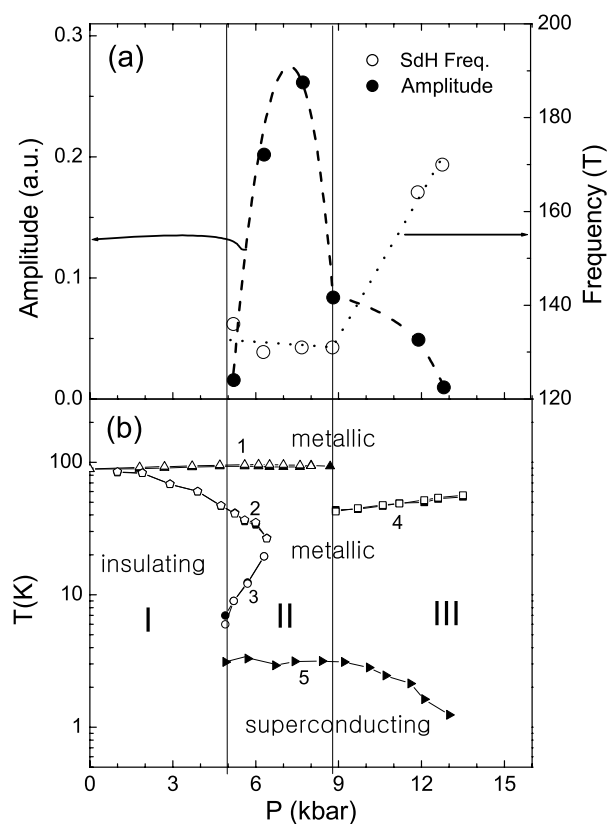 (a)
SdH Freq.
Amplitude
Amplitude (a.u.)
0.3
0.2
0.1
0.0
Frequency (T)
200
180
160
140
120
(b)
metallic
1
2
3
4
5
insulating
metallic
I
II
III
superconducting
T(K)
100
10
1
0
3
6
9
12
15
P (kbar)